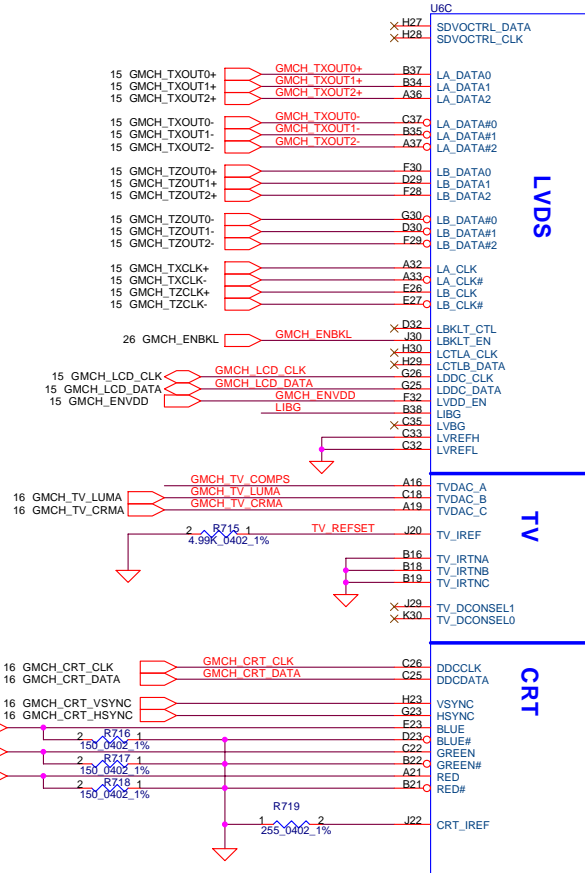 U6C
H27 SDVOCTRL_DATA
H28 SDVOCTRL_CLK
15 GMCH_TXOUT0+ GMCH_TXOUT0+ B37 LA_DATA0
15 GMCH_TXOUT1+ GMCH_TXOUT1+ B34 LA_DATA1
15 GMCH_TXOUT2+ GMCH_TXOUT2+ A36 LA_DATA2
15 GMCH_TXOUT0- GMCH_TXOUT0- C37 LA_DATA#0
15 GMCH_TXOUT1- GMCH_TXOUT1- B35 LA_DATA#1
15 GMCH_TXOUT2- GMCH_TXOUT2- A37 LA_DATA#2
15 GMCH_TZOUT0+ F30 LB_DATA0
15 GMCH_TZOUT1+ D29 LB_DATA1
15 GMCH_TZOUT2+ F28 LB_DATA2
LVDS
15 GMCH_TZOUT0- G30 LB_DATA#0
15 GMCH_TZOUT1- D30 LB_DATA#1
15 GMCH_TZOUT2- F29 LB_DATA#2
15 GMCH_TXCLK+ A32 LA_CLK
15 GMCH_TXCLK- A33 LA_CLK#
15 GMCH_TZCLK+ E26 LB_CLK
15 GMCH_TZCLK- E27 LB_CLK#
D32 LBKLT_CTL
26 GMCH_ENBKL GMCH_ENBKL J30 LBKLT_EN
H30 LCTLA_CLK
H29 LCTLB_DATA
15 GMCH_LCD_CLK GMCH_LCD_CLK G26 LDDC_CLK
15 GMCH_LCD_DATA GMCH_LCD_DATA G25 LDDC_DATA
15 GMCH_ENVDD GMCH_ENVDD F32 LVDD_EN
LIBG B38 LIBG
C35 LVBG
C33 LVREFH
C32 LVREFL
GMCH_TV_COMPS A16 TVDAC_A
16 GMCH_TV_LUMA GMCH_TV_LUMA C18 TVDAC_B
16 GMCH_TV_CRMA GMCH_TV_CRMA A19 TVDAC_C
TV
2 R715 1 TV_REFSET J20 TV_IREF
4.99K_0402_1%
B16 TV_IRTNA
B18 TV_IRTNB
B19 TV_IRTNC
J29 TV_DCONSEL1
K30 TV_DCONSEL0
16 GMCH_CRT_CLK GMCH_CRT_CLK C26 DDCCLK
16 GMCH_CRT_DATA GMCH_CRT_DATA C25 DDCDATA
CRT
16 GMCH_CRT_VSYNC H23 VSYNC
16 GMCH_CRT_HSYNC G23 HSYNC
E23 BLUE
2 R716 1 D23 BLUE#
150_0402_1%
C22 GREEN
2 R717 1 B22 GREEN#
150_0402_1%
A21 RED
2 R718 1 B21 RED#
150_0402_1%
R719
1 2 J22 CRT_IREF
255_0402_1%